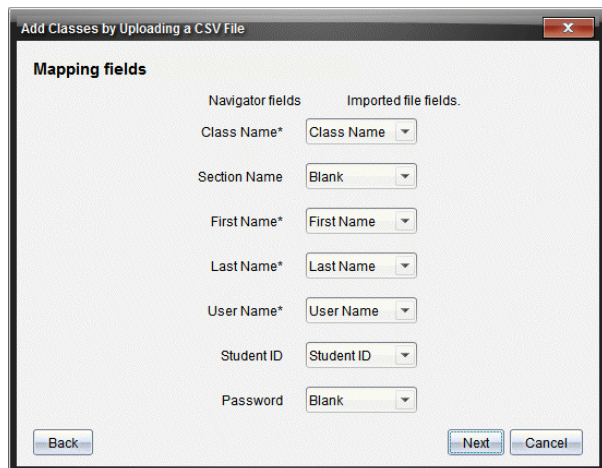 Add Classes by Uploading a CSV File
Mapping fields
Navigator fields Imported file fields.
Class Name* Class Name
Section Name Blank
First Name* First Name
Last Name* Last Name
User Name* User Name
Student ID Student ID
Password Blank
Back Next Cancel